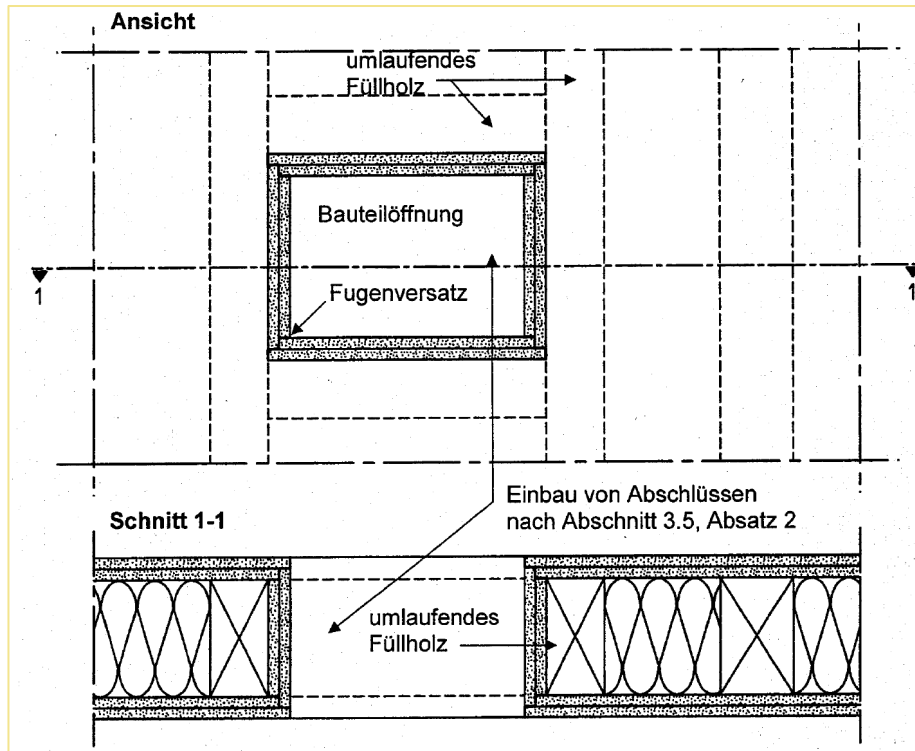 Ansicht
umlaufendes
Füllholz
Bauteilöffnung
1
1
Fugenversatz
Einbau von Abschlüssen
nach Abschnitt 3.5, Absatz 2
Schnitt 1-1
umlaufendes
Füllholz